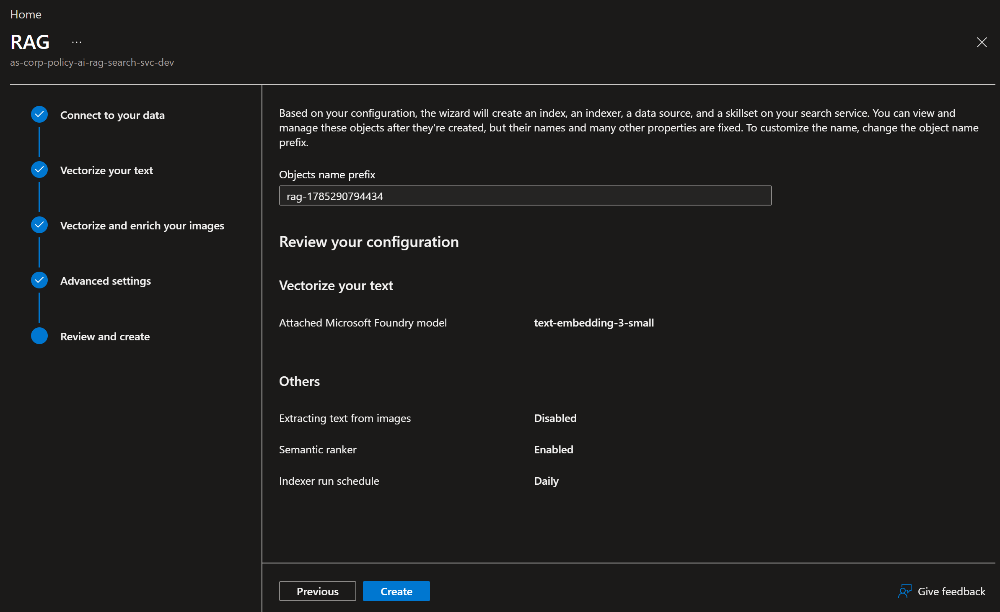 Home
RAG
...
as-corp-policy-ai-rag-search-svc-dev
Connect to your data
Vectorize your text
Vectorize and enrich your images
Advanced settings
Review and create
Based on your configuration, the wizard will create an index, an indexer, a data source, and a skillset on your search service. You can view and
manage these objects after they're created, but their names and many other properties are fixed. To customize the name, change the object name
prefix.
Objects name prefix
rag-1785290794434
Review your configuration
Vectorize your text
Attached Microsoft Foundry model text-embedding-3-small
Others
Extracting text from images Disabled
Semantic ranker Enabled
Indexer run schedule Daily
Previous Create Give feedback